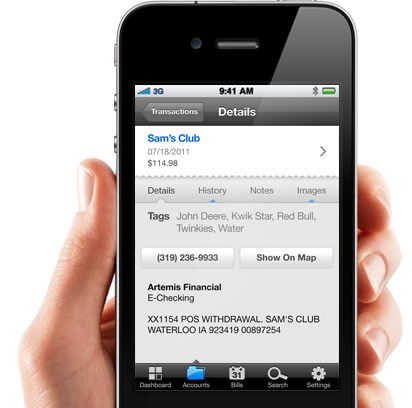 3G 9:41 AM
Transactions Details
Sam's Club
07/18/2011
$114.98
Details History Notes Images
Tags John Deere, Kwik Star, Red Bull,
Twinkies, Water
(319) 236-9933 Show On Map
Artemis Financial
E-Checking
XX1154 POS WITHDRAWAL. SAM'S CLUB
WATERLOO IA 923419 00897254
31
Dashboard Accounts Bills Search Settings